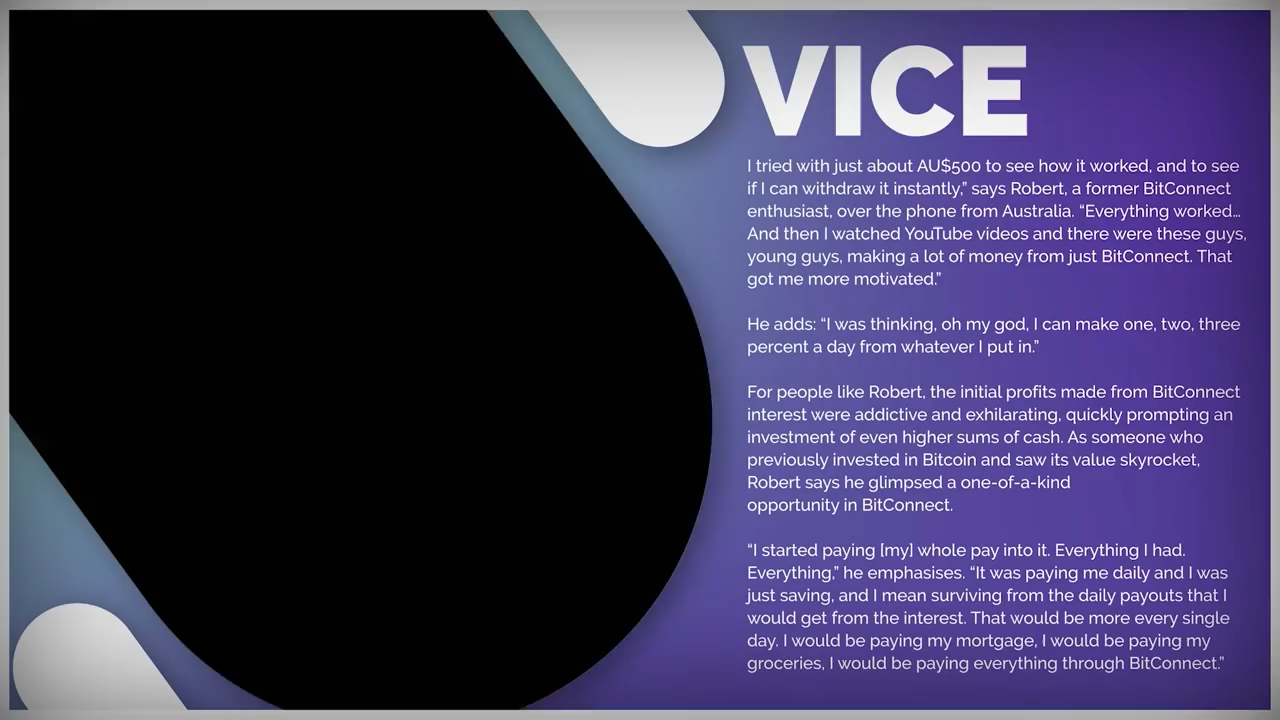 VICE
I tried with just about AU$500 to see how it worked, and to see
if I can withdraw it instantly,” says Robert, a former BitConnect
enthusiast, over the phone from Australia. “Everything worked…
And then I watched YouTube videos and there were these guys,
young guys, making a lot of money from just BitConnect. That
got me more motivated.”
He adds: “I was thinking, oh my god, I can make one, two, three
percent a day from whatever I put in.”
For people like Robert, the initial profits made from BitConnect
interest were addictive and exhilarating, quickly prompting an
investment of even higher sums of cash. As someone who
previously invested in Bitcoin and saw its value skyrocket,
Robert says he glimpsed a one-of-a-kind
opportunity in BitConnect.
“I started paying [my] whole pay into it. Everything I had.
Everything,” he emphasises. “It was paying me daily and I was
just saving, and I mean surviving from the daily payouts that I
would get from the interest. That would be more every single
day. I would be paying my mortgage, I would be paying my
groceries, I would be paying everything through BitConnect.”